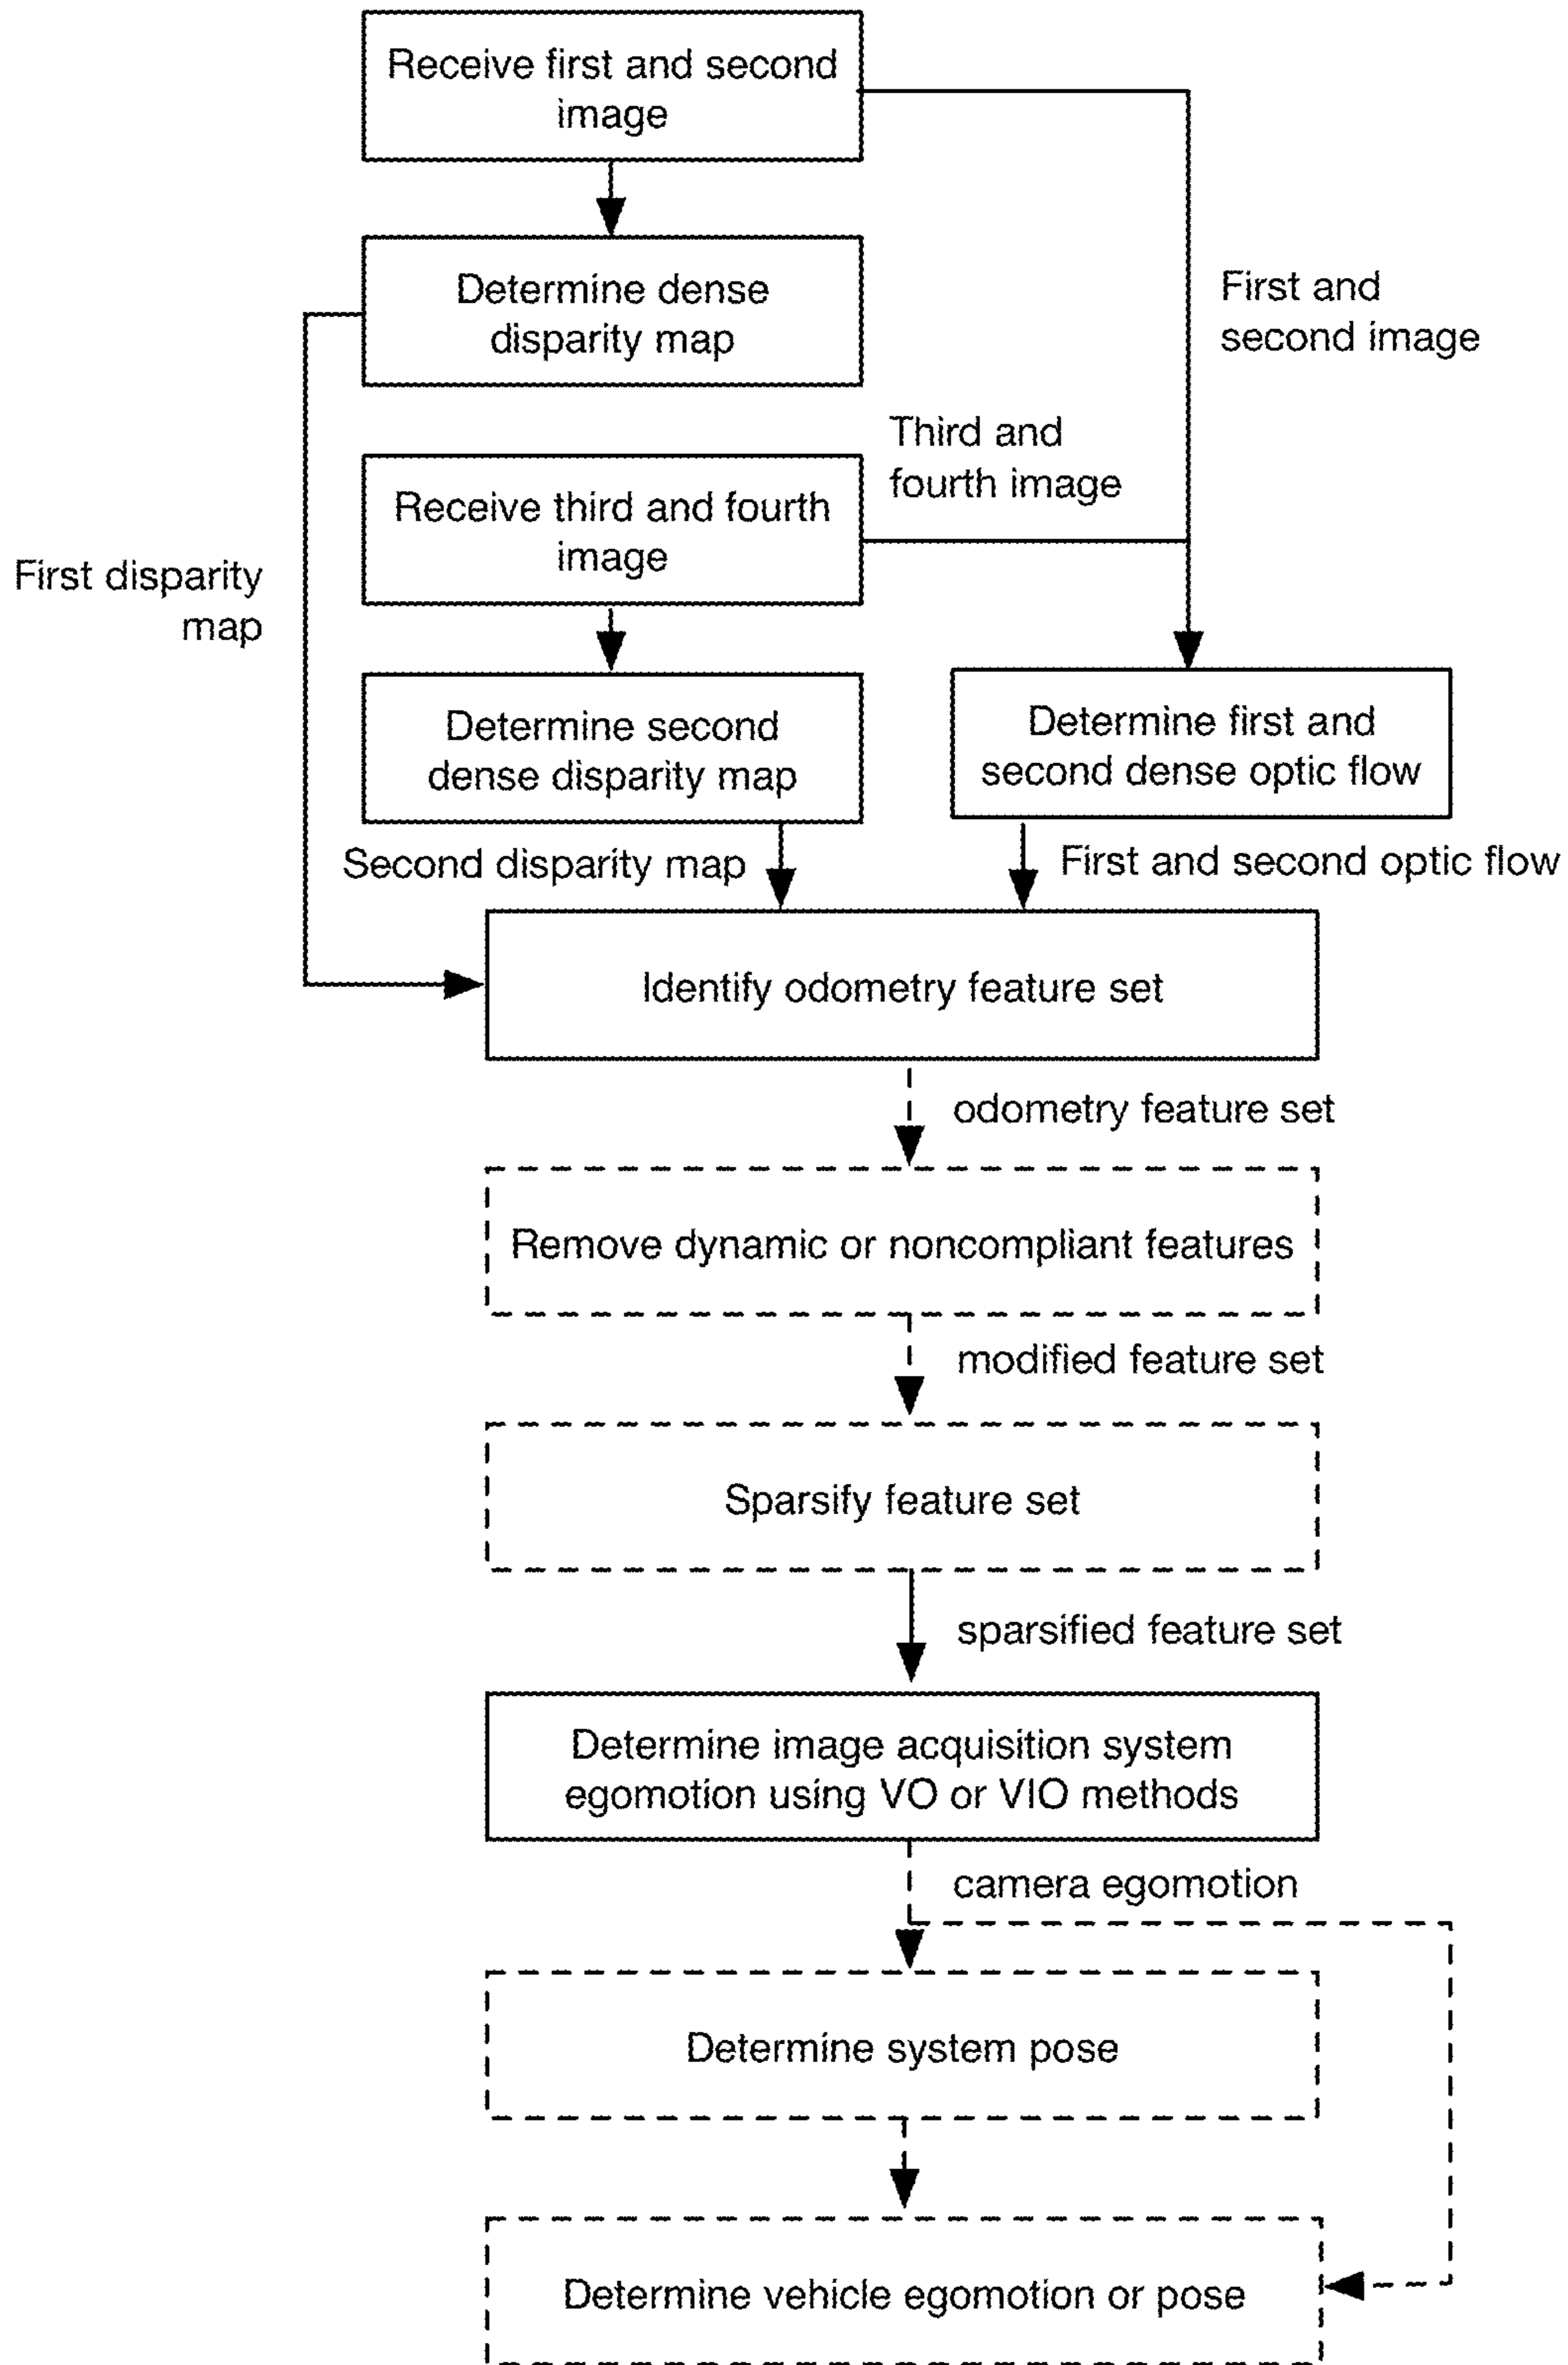 Receive first and second
image
Determine dense
disparity map
First and
second image
Third and
fourth image
Receive third and fourth
image
First disparity
map
Determine second
dense disparity map
Determine first and
second dense optic flow
Second disparity map
First and second optic flow
Identify odometry feature set
odometry feature set
Remove dynamic or noncompliant features
modified feature set
Sparsify feature set
sparsified feature set
Determine image acquisition system
egomotion using VO or VIO methods
camera egomotion
Determine system pose
Determine vehicle egomotion or pose